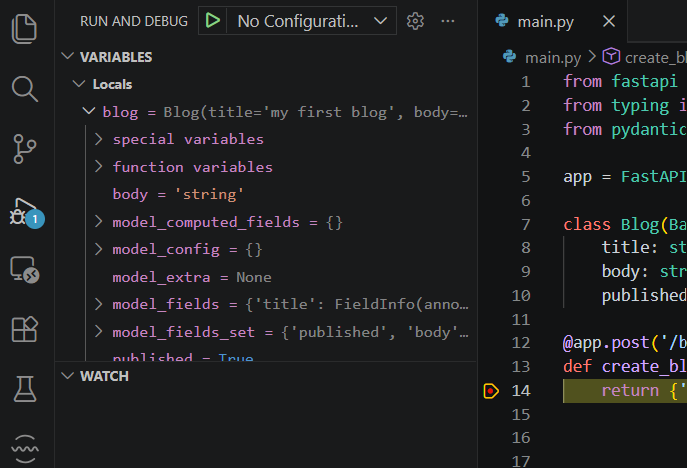 RUN AND DEBUG
No Configurati...
VARIABLES
Locals
blog = Blog(title='my first blog', body=...
special variables
function variables
body = 'string'
model_computed_fields = {}
model_config = {}
model_extra = None
model_fields = {'title': FieldInfo(anno...
model_fields_set = {'published', 'body'...
published = True
WATCH
1
main.py
main.py > create_bl
1 from fastapi
2 from typing i
3 from pydantic
4
5 app = FastAPI
6
7 class Blog(Ba
8 title: st
9 body: str
10 published
11
12 @app.post('/b
13 def create_bl
14 return {'
15
16
17